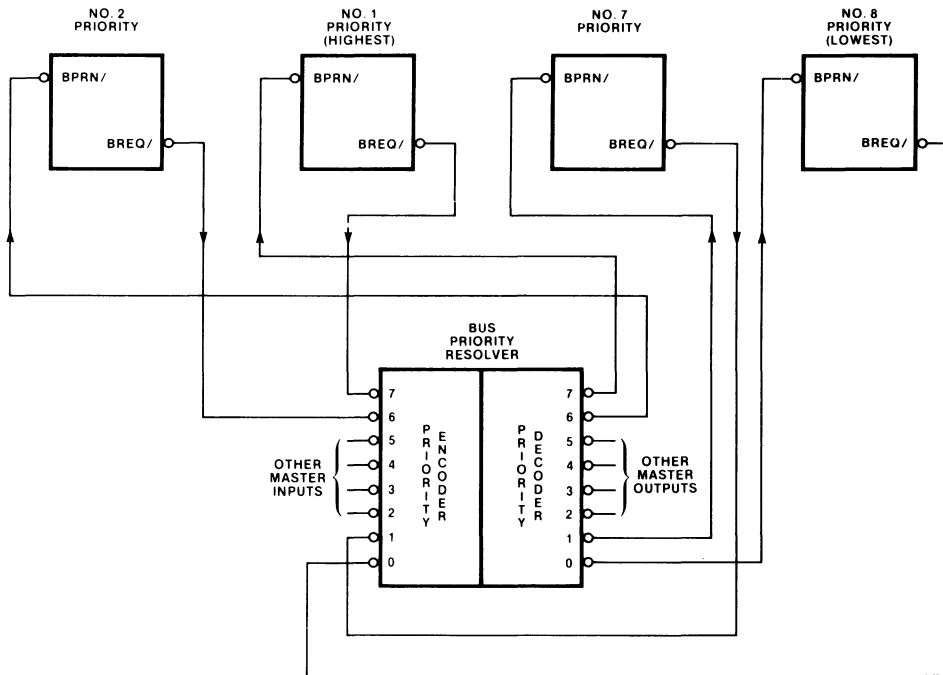 NO. 2
PRIORITY
NO. 1
PRIORITY
(HIGHEST)
NO. 7
PRIORITY
NO. 8
PRIORITY
(LOWEST)
BPRN/
BREQ/
BPRN/
BREQ/
BPRN/
BREQ/
BPRN/
BREQ/
BUS
PRIORITY
RESOLVER
7
6
5
4
3
2
1
0
OTHER
MASTER
INPUTS
PRIORITY
ENCODER
PRIORITY
DECODER
7
6
5
4
3
2
1
0
OTHER
MASTER
OUTPUTS